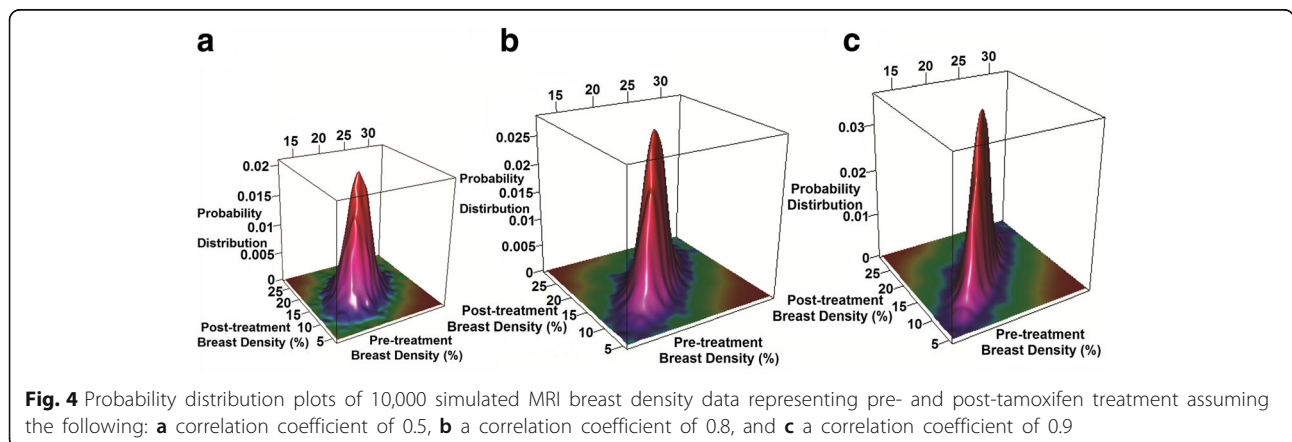 a
15 20 25 30
0.02
0.015
Probability
0.01
Distribution
0.005
0
25
20
15
10
5
Post-treatment
Breast Density (%)
Pre-treatment
Breast Density (%)
b
15 20 25 30
0.025
Probability
0.02
0.015
Distirbution
0.01
0.005
0
25
20
15
10
5
Post-treatment
Breast Density (%)
Pre-treatment
Breast Density (%)
c
15 20 25 30
0.03
0.02
Probability
Distribution
0.01
0
25
20
15
10
5
Post-treatment
Breast Density (%)
Pre-treatment
Breast Density (%)
Fig. 4 Probability distribution plots of 10,000 simulated MRI breast density data representing pre- and post-tamoxifen treatment assuming
the following: a a correlation coefficient of 0.5, b a correlation coefficient of 0.8, and c a correlation coefficient of 0.9